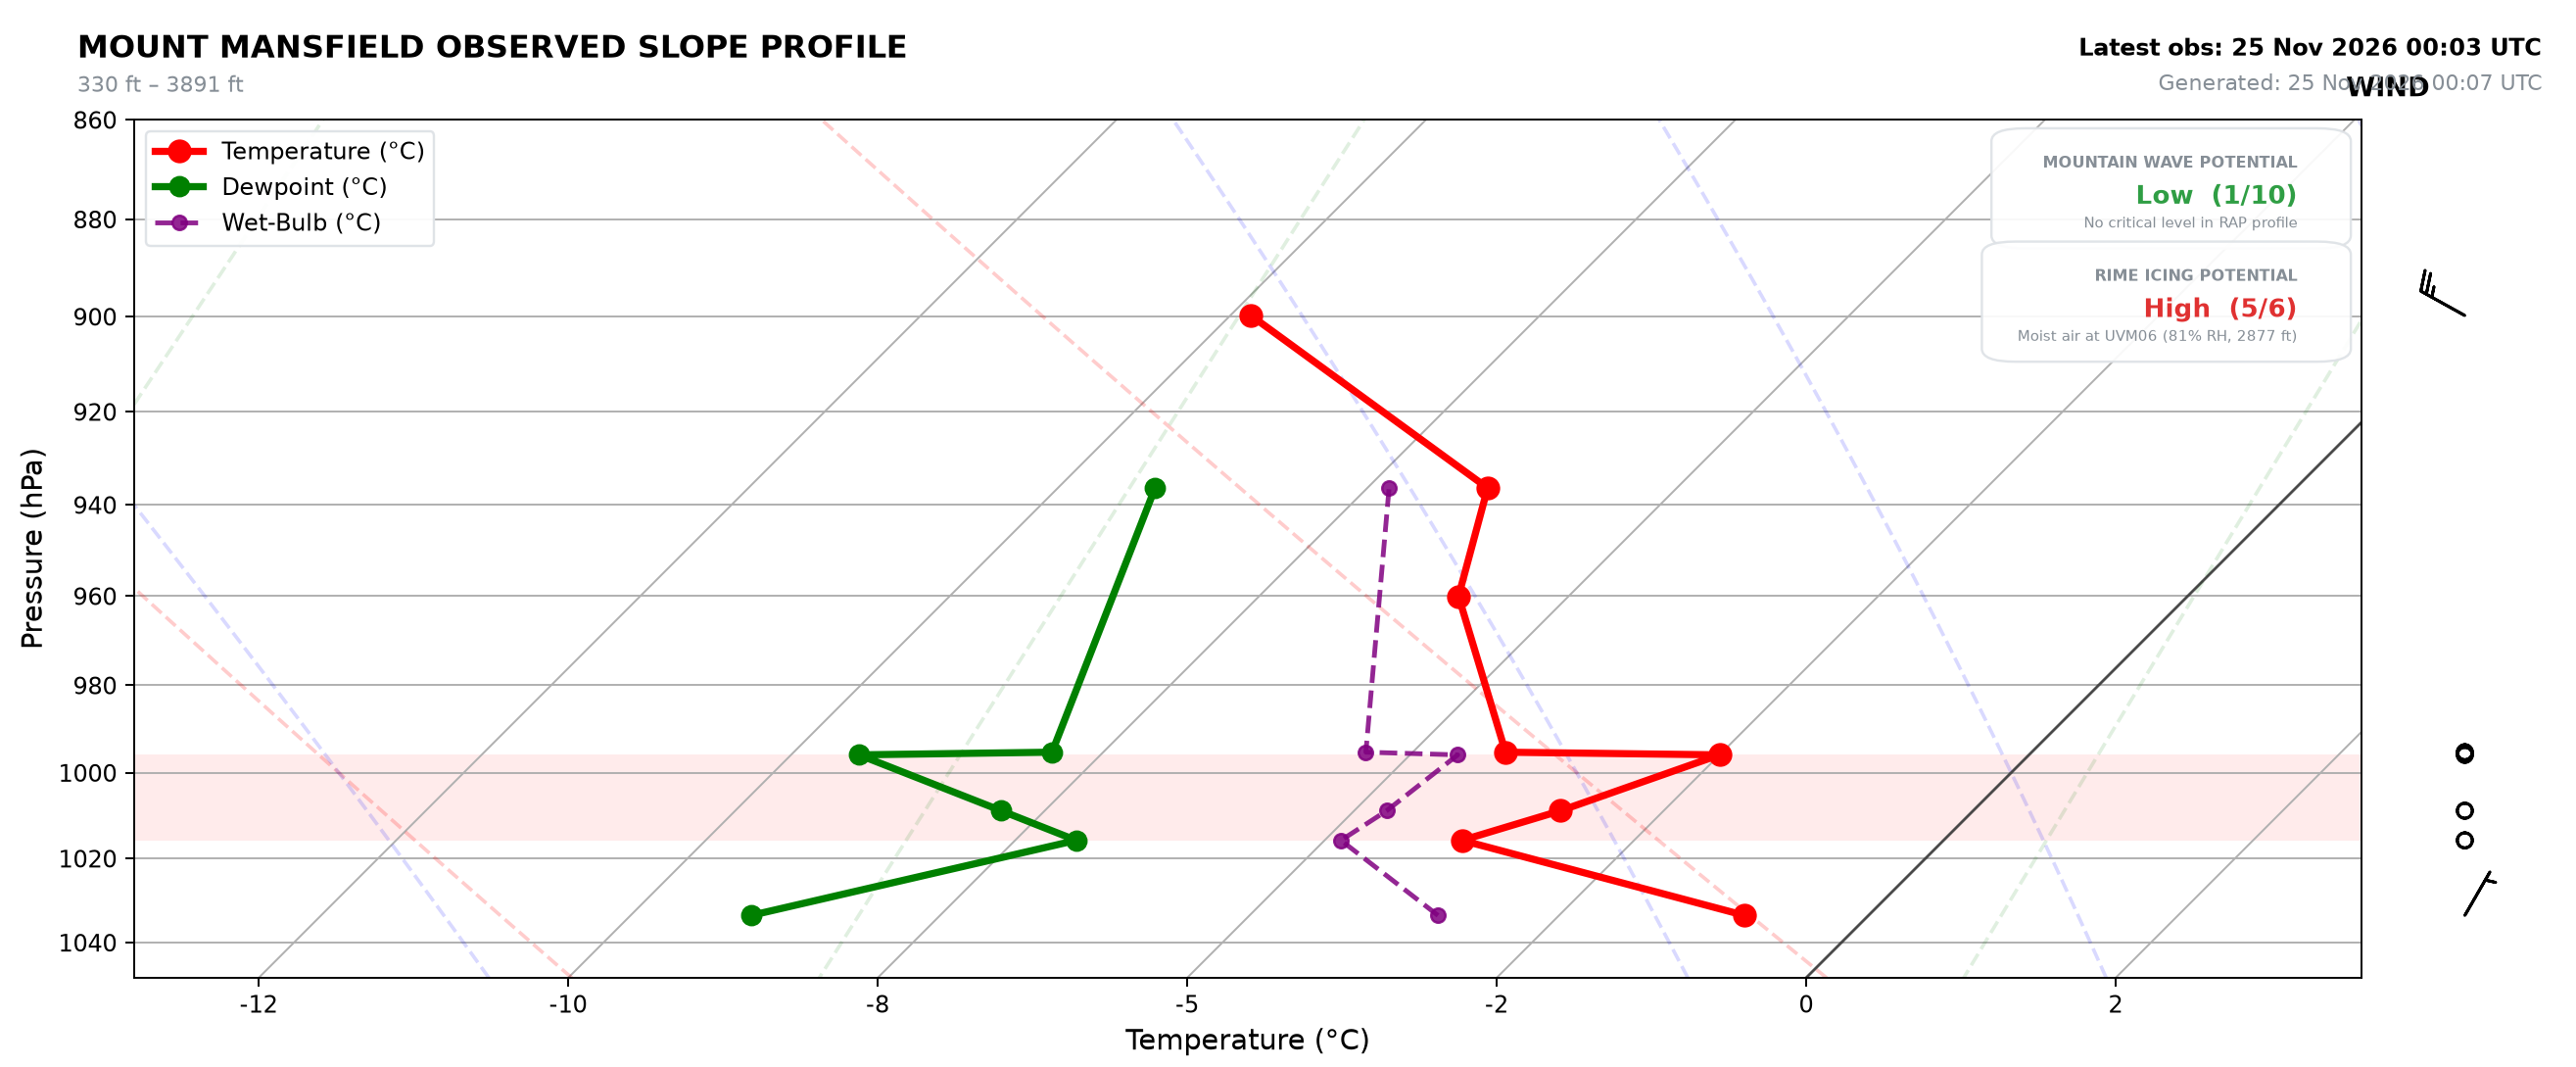 MOUNT MANSFIELD OBSERVED SLOPE PROFILE
330 ft – 3891 ft
Latest obs: 25 Nov 2026 00:03 UTC
Generated: 25 Nov 2026 00:07 UTC
WIND
Temperature (°C)
Dewpoint (°C)
Wet-Bulb (°C)
MOUNTAIN WAVE POTENTIAL
Low (1/10)
No critical level in RAP profile
RIME ICING POTENTIAL
High (5/6)
Moist air at UVM06 (81% RH, 2877 ft)
Pressure (hPa)
860
880
900
920
940
960
980
1000
1020
1040
-12 -10 -8 -5 -2 0 2
Temperature (°C)